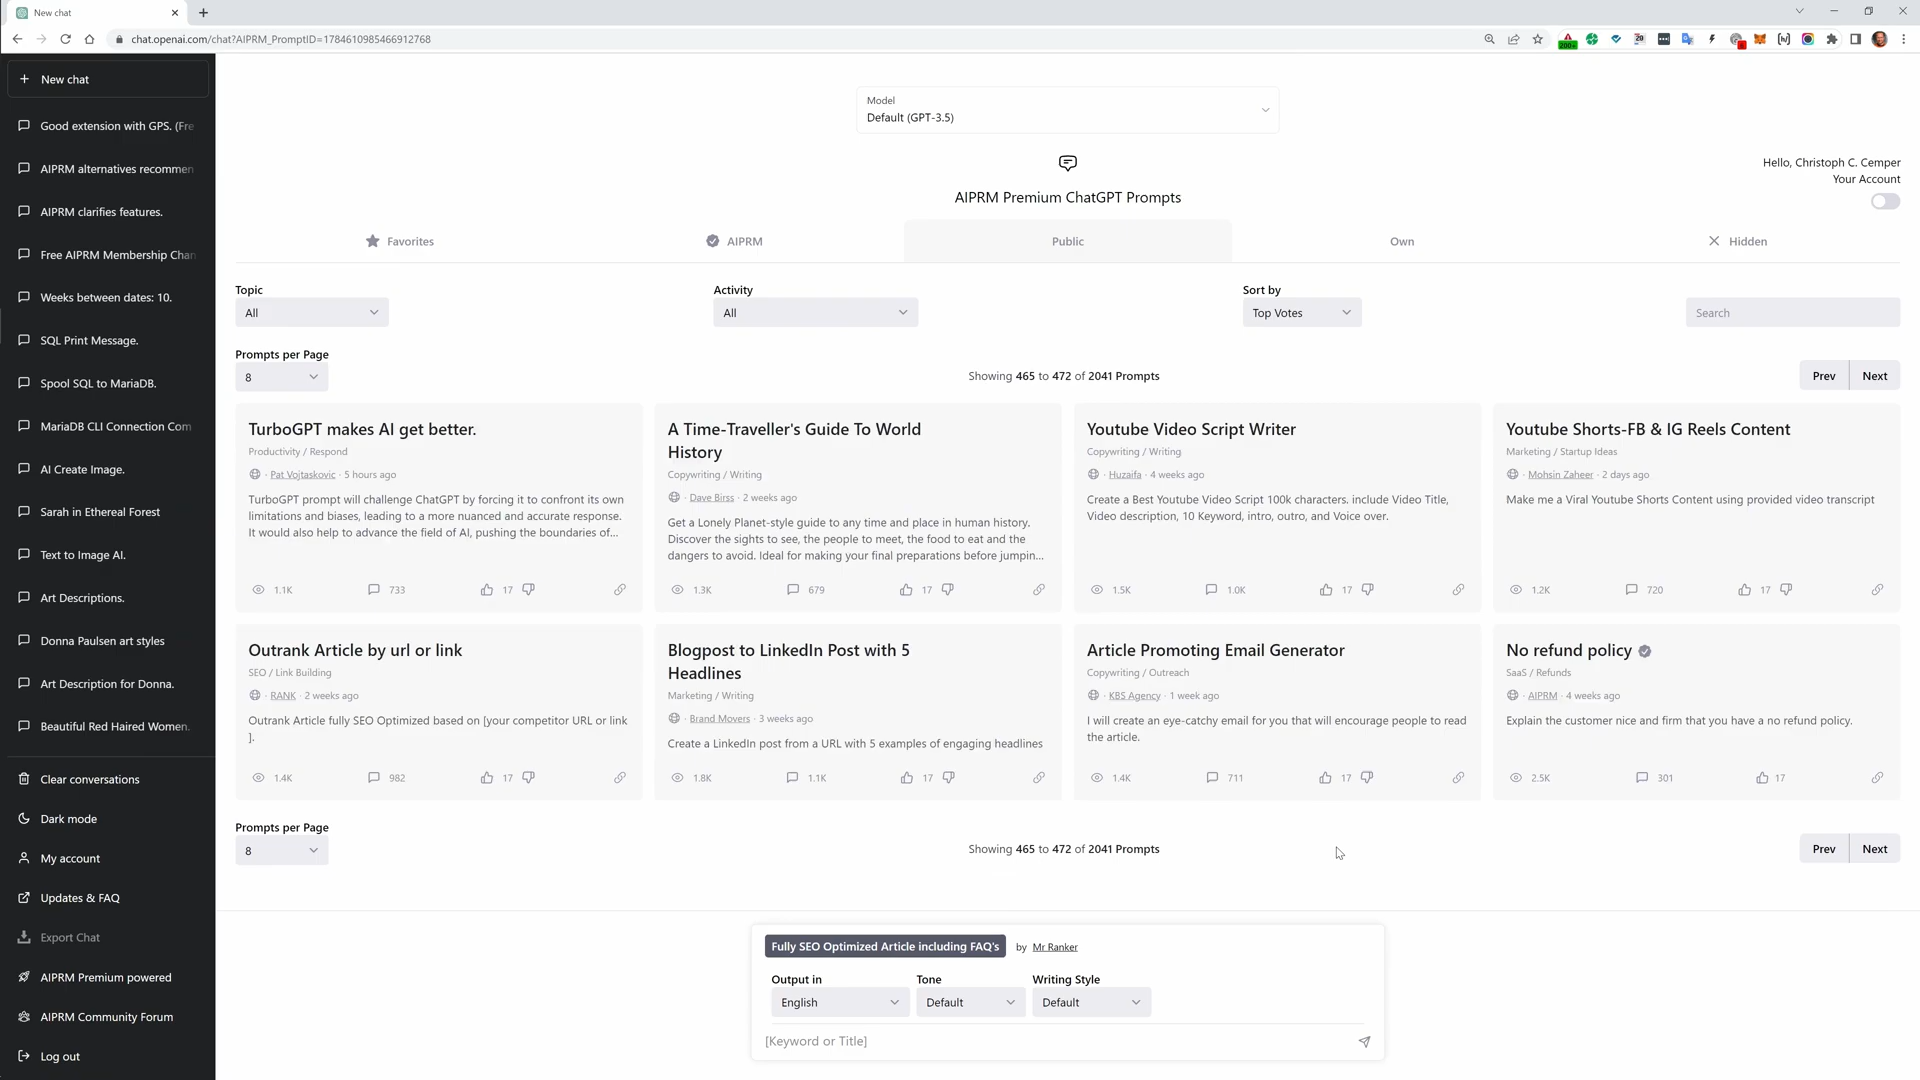 New chat
chat.openai.com/chat?AIPRM_PromptID=1784610985466912768
New chat
Good extension with GPS. (Fre
AIPRM alternatives recommen
AIPRM clarifies features.
Free AIPRM Membership Chan
Weeks between dates: 10.
SQL Print Message.
Spool SQL to MariaDB.
MariaDB CLI Connection Com
AI Create Image.
Sarah in Ethereal Forest
Text to Image AI.
Art Descriptions.
Donna Paulsen art styles
Art Description for Donna.
Beautiful Red Haired Women.
Clear conversations
Dark mode
My account
Updates & FAQ
Export Chat
AIPRM Premium powered
AIPRM Community Forum
Log out
Model
Default (GPT-3.5)
Hello, Christoph C. Cemper
Your Account
AIPRM Premium ChatGPT Prompts
Favorites AIPRM Public Own Hidden
Topic Activity Sort by
All All Top Votes Search
Prompts per Page
8 Showing 465 to 472 of 2041 Prompts Prev Next
TurboGPT makes AI get better.
Productivity / Respond
· Pat Vojtaskovic · 5 hours ago
TurboGPT prompt will challenge ChatGPT by forcing it to confront its own
limitations and biases, leading to a more nuanced and accurate response.
It would also help to advance the field of AI, pushing the boundaries of...
1.1K 733 17
A Time-Traveller's Guide To World
History
Copywriting / Writing
· Dave Birss · 2 weeks ago
Get a Lonely Planet-style guide to any time and place in human history.
Discover the sights to see, the people to meet, the food to eat and the
dangers to avoid. Ideal for making your final preparations before jumpin...
1.3K 679 17
Youtube Video Script Writer
Copywriting / Writing
· Huzaifa · 4 weeks ago
Create a Best Youtube Video Script 100k characters. include Video Title,
Video description, 10 Keyword, intro, outro, and Voice over.
1.5K 1.0K 17
Youtube Shorts-FB & IG Reels Content
Marketing / Startup Ideas
· Mohsin Zaheer · 2 days ago
Make me a Viral Youtube Shorts Content using provided video transcript
1.2K 720 17
Outrank Article by url or link
SEO / Link Building
· RANK · 2 weeks ago
Outrank Article fully SEO Optimized based on [your competitor URL or link
].
1.4K 982 17
Blogpost to LinkedIn Post with 5
Headlines
Marketing / Writing
· Brand Movers · 3 weeks ago
Create a LinkedIn post from a URL with 5 examples of engaging headlines
1.8K 1.1K 17
Article Promoting Email Generator
Copywriting / Outreach
· KBS Agency · 1 week ago
I will create an eye-catchy email for you that will encourage people to read
the article.
1.4K 711 17
No refund policy
SaaS / Refunds
· AIPRM · 4 weeks ago
Explain the customer nice and firm that you have a no refund policy.
2.5K 301 17
Prompts per Page
8 Showing 465 to 472 of 2041 Prompts Prev Next
Fully SEO Optimized Article including FAQ's by Mr Ranker
Output in Tone Writing Style
English Default Default
[Keyword or Title]